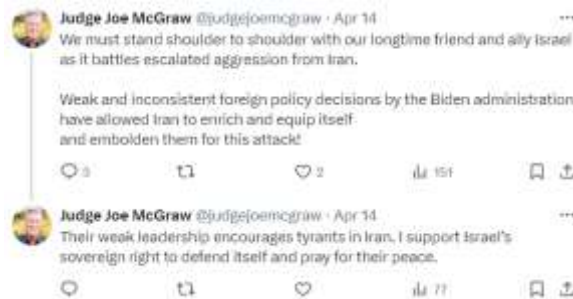 Judge Joe McGraw @judgejoemcgraw · Apr 14
We must stand shoulder to shoulder with our longtime friend and ally Israel
as it battles escalated aggression from Iran.
Weak and inconsistent foreign policy decisions by the Biden administration
have allowed Iran to enrich and equip itself
and embolden them for this attack!
3 2 151
Judge Joe McGraw @judgejoemcgraw · Apr 14
Their weak leadership encourages tyrants in Iran. I support Israel's
sovereign right to defend itself and pray for their peace.
77